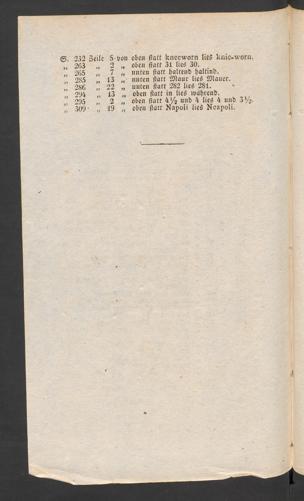 S. 232 Zeile 8 von oben statt kneeworn lies knie-worn.
„ 263 „ 2 „ oben statt 31 lies 30.
„ 265 „ 7 „ unten statt haltend haltind.
„ 285 „ 13 „ unten statt Maur lies Mauer.
„ 286 „ 22 „ unten statt 282 lies 281.
„ 294 „ 13 „ oben statt in lies während.
„ 295 „ 2 „ oben statt 4½ und 4 lies 4 und 3½.
„ 309 „ 19 „ oben statt Napoli lies Neapoli.